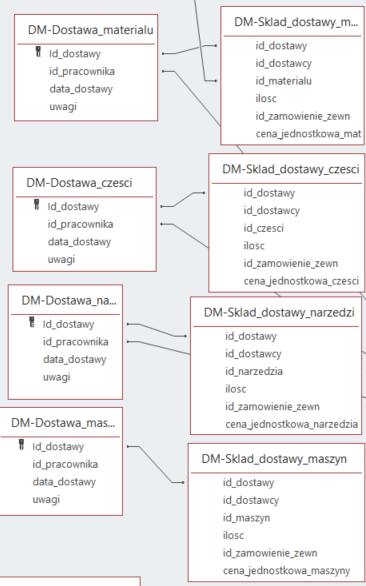 DM-Dostawa_materialu
Id_dostawy
id_pracownika
data_dostawy
uwagi
DM-Sklad_dostawy_m...
id_dostawy
id_dostawcy
id_materialu
ilosc
id_zamowienie_zewn
cena_jednostkowa_mat
DM-Dostawa_czesci
Id_dostawy
id_pracownika
data_dostawy
uwagi
DM-Sklad_dostawy_czesci
id_dostawy
id_dostawcy
id_czesci
ilosc
id_zamowienie_zewn
cena_jednostkowa_czesci
DM-Dostawa_na...
Id_dostawy
id_pracownika
data_dostawy
uwagi
DM-Sklad_dostawy_narzedzi
id_dostawy
id_dostawcy
id_narzedzia
ilosc
id_zamowienie_zewn
cena_jednostkowa_narzedzia
DM-Dostawa_mas...
Id_dostawy
id_pracownika
data_dostawy
uwagi
DM-Sklad_dostawy_maszyn
id_dostawy
id_dostawcy
id_maszyn
ilosc
id_zamowienie_zewn
cena_jednostkowa_maszyny